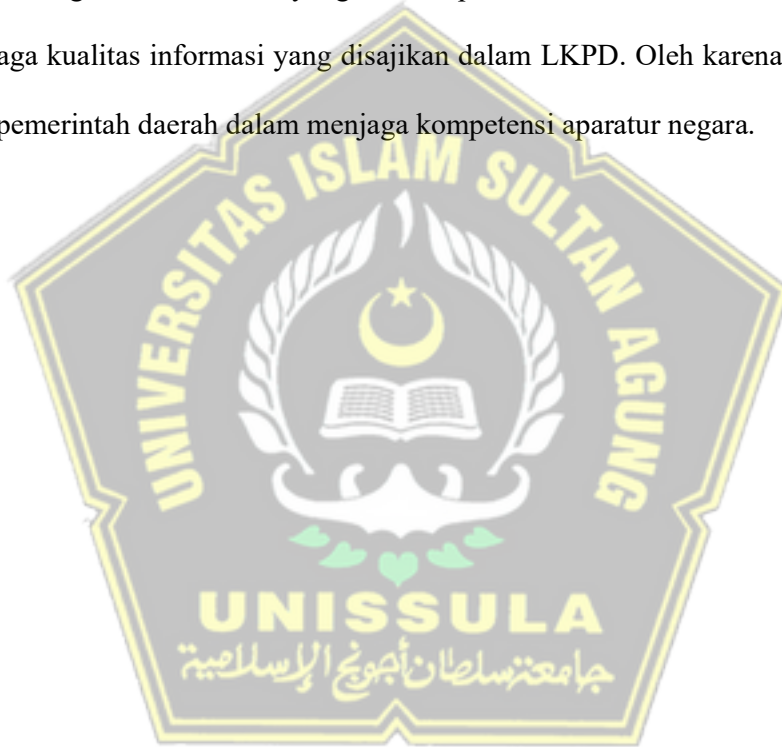 aga kualitas informasi yang disajikan dalam LKPD. Oleh karena
pemerintah daerah dalam menjaga kompetensi aparatur negara.
UNIVERSITAS ISLAM SULTAN AGUNG
UNISSULA
جامعة سلطان أجونج الإسلامية